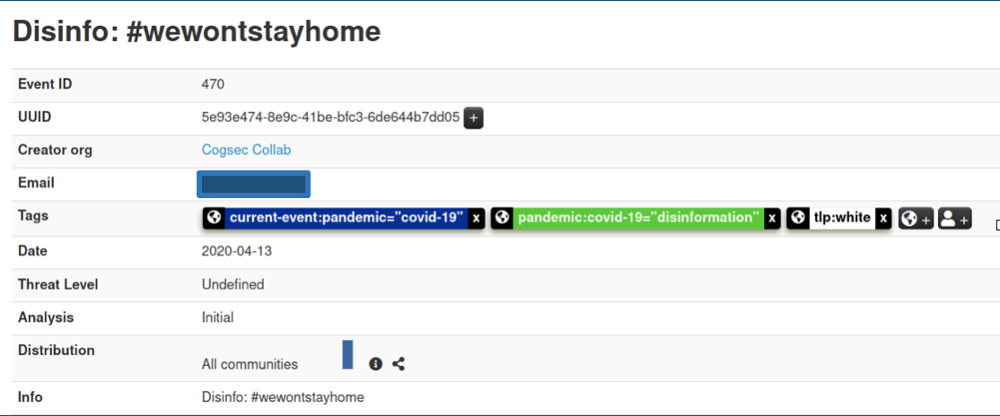 Disinfo: #wewontstayhome
Event ID 470
UUID 5e93e474-8e9c-41be-bfc3-6de644b7dd05 +
Creator org Cogsec Collab
Email
Tags current-event:pandemic="covid-19" x pandemic:covid-19="disinformation" x tlp:white x + +
Date 2020-04-13
Threat Level Undefined
Analysis Initial
Distribution
All communities
Info Disinfo: #wewontstayhome